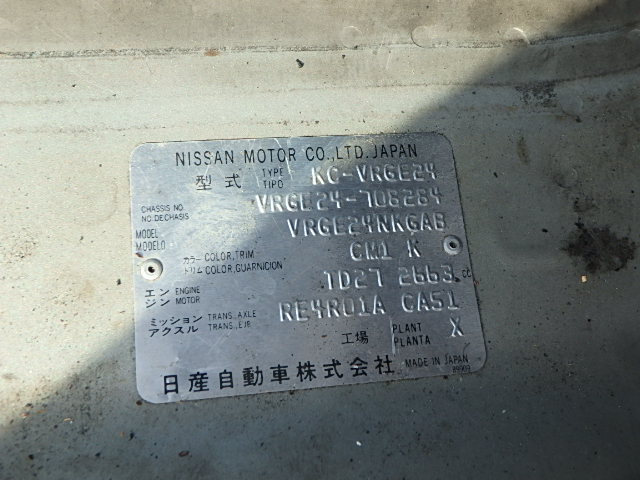 NISSAN MOTOR CO.,LTD.JAPAN
型式 TYPE TIPO KC-VRGE24
CHASSIS NO. NO.DECHASIS VRGE24-708284
MODEL MODELO VRGE24NKGAB
カラー COLOR,TRIM トリム COLOR,GUARNICION CM1 K
エンジン ENGINE MOTOR TD27 2663 cc
ミッション TRANS.,AXLE アクスル TRANS.,EJE RE4R01A CA51
工場 PLANT PLANTA X
日産自動車株式会社 MADE IN JAPAN